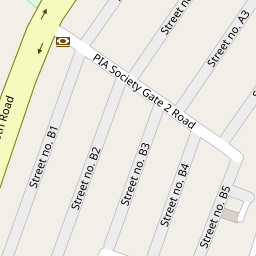 Street no. A3
PIA Society Gate 2 Road
Street no. B1
Street no. B2
Street no. B3
Street no. B4
Street no. B5
Road